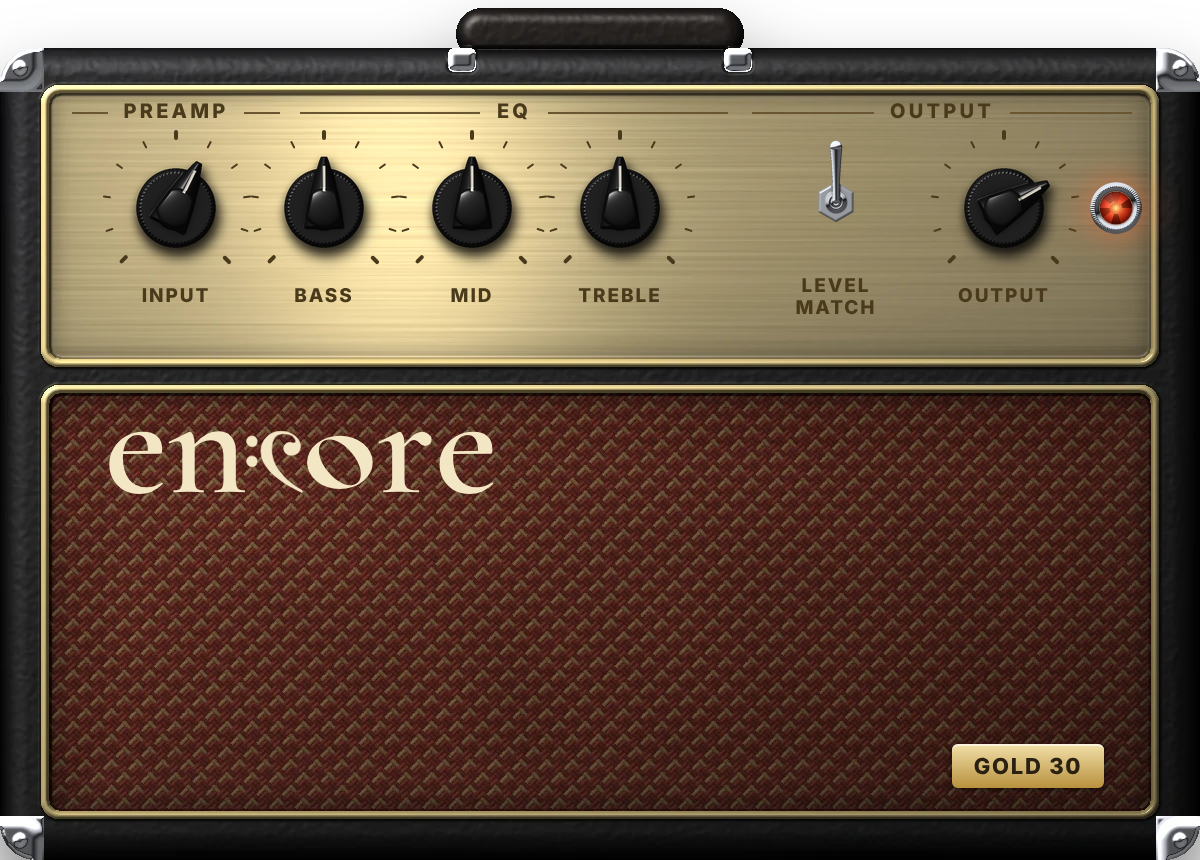 PREAMP EQ OUTPUT
INPUT BASS MID TREBLE LEVEL MATCH OUTPUT
encore
GOLD 30